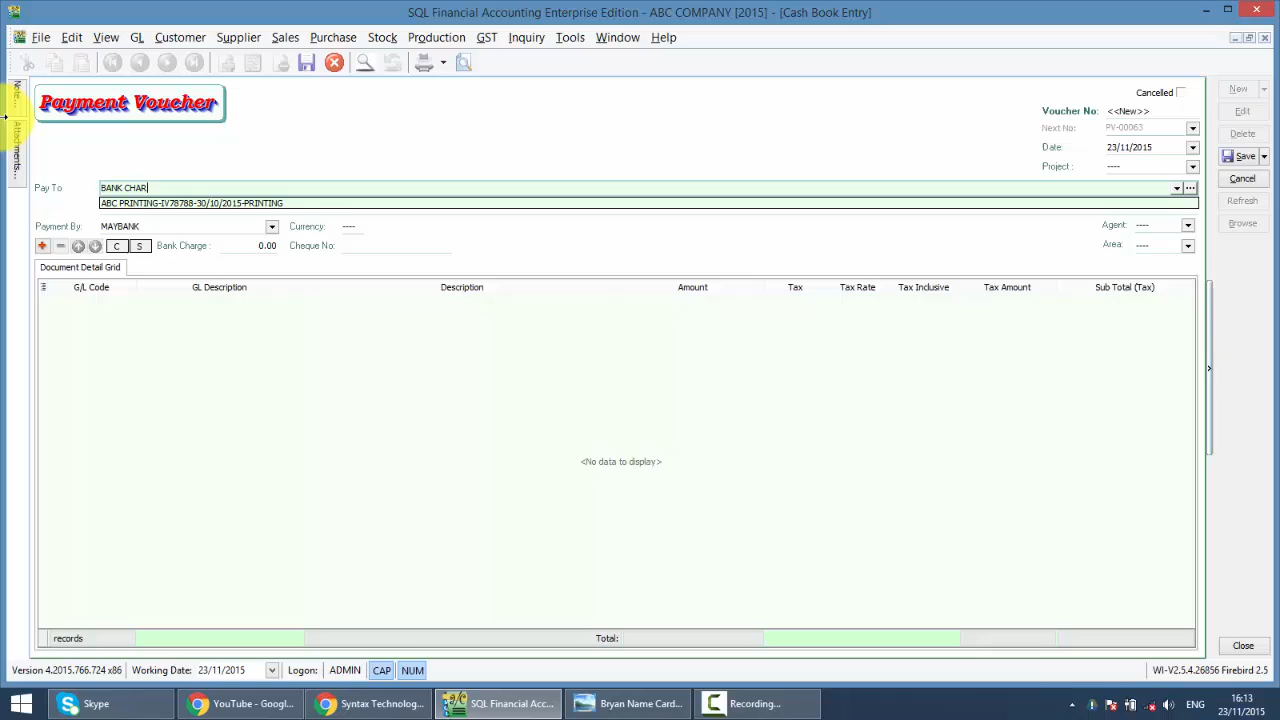 SQL Financial Accounting Enterprise Edition - ABC COMPANY [2015] - [Cash Book Entry]
File Edit View GL Customer Supplier Sales Purchase Stock Production GST Inquiry Tools Window Help
Note...
Attachments...
Payment Voucher
Cancelled
Voucher No: <<New>>
Next No: PV-00063
Date: 23/11/2015
Project : ----
New
Edit
Delete
Save
Cancel
Refresh
Browse
Pay To BANK CHAR
ABC PRINTING-IV78788-30/10/2015-PRINTING
Payment By: MAYBANK Currency: ---- Agent: ----
C S Bank Charge : 0.00 Cheque No: Area: ----
Document Detail Grid
G/L Code GL Description Description Amount Tax Tax Rate Tax Inclusive Tax Amount Sub Total (Tax)
<No data to display>
records Total:
Close
Version 4.2015.766.724 x86 Working Date: 23/11/2015 Logon: ADMIN CAP NUM WI-V2.5.4.26856 Firebird 2.5
Skype YouTube - Googl... Syntax Technolog... SQL Financial Acc... Bryan Name Card... Recording... ENG 16:13
23/11/2015